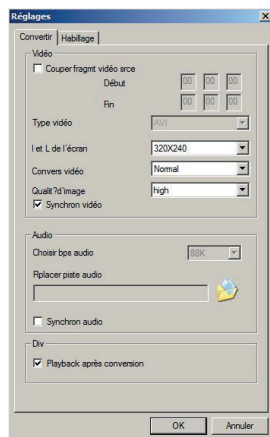 Réglages
Convertir Habillage
Vidéo
Couper fragmt vidéo srce
Début 00 00 00
Fin 00 00 00
Type vidéo AVI
l et L de l'écran 320X240
Convers vidéo Normal
Qualit?d'image high
Synchron vidéo
Audio
Choisir bps audio 88K
Rplacer piste audio
Synchron audio
Div
Playback après conversion
OK Annuler